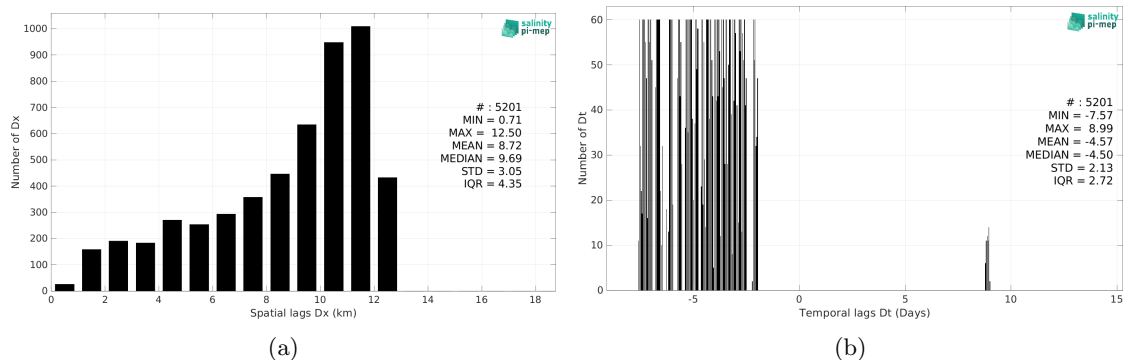 1000
900
800
700
600
500
400
300
200
100
0
Number of Dx
salinity
pi-mep
# : 5201
MIN = 0.71
MAX = 12.50
MEAN = 8.72
MEDIAN = 9.69
STD = 3.05
IQR = 4.35
0 2 4 6 8 10 12 14 16 18
Spatial lags Dx (km)
(a)
60
50
40
30
20
10
0
Number of Dt
salinity
pi-mep
# : 5201
MIN = -7.57
MAX = 8.99
MEAN = -4.57
MEDIAN = -4.50
STD = 2.13
IQR = 2.72
-5 0 5 10 15
Temporal lags Dt (Days)
(b)